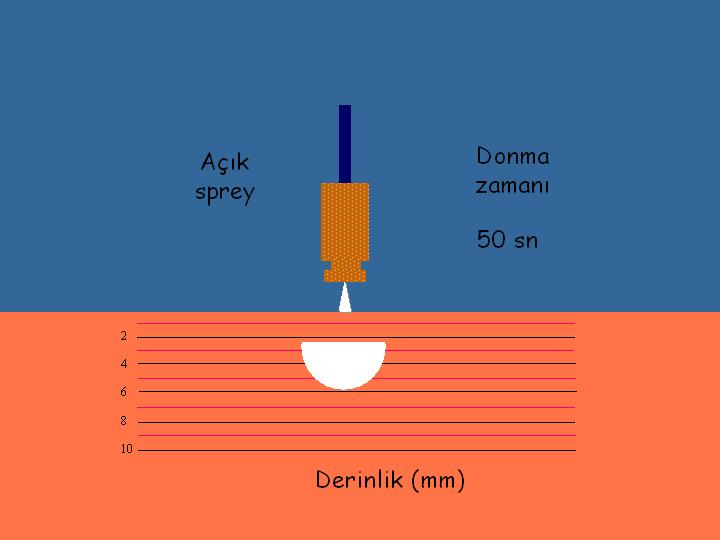 Açık
sprey
Donma
zamanı
50 sn
2
4
6
8
10
Derinlik (mm)